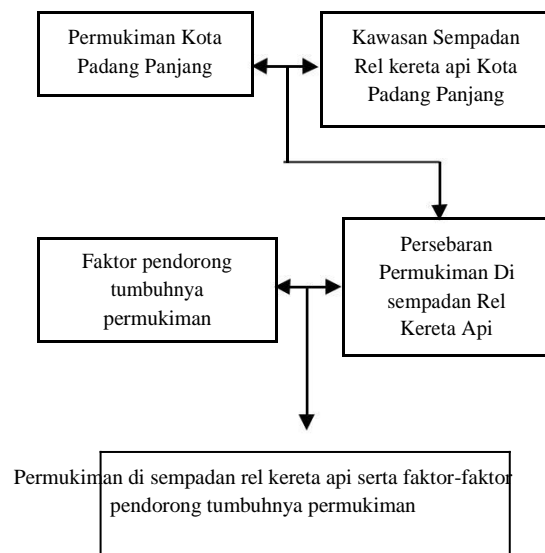 Permukiman Kota
Padang Panjang
Kawasan Sempadan
Rel kereta api Kota
Padang Panjang
Faktor pendorong
tumbuhnya
permukiman
Persebaran
Permukiman Di
sempadan Rel
Kereta Api
Permukiman di sempadan rel kereta api serta faktor-faktor
pendorong tumbuhnya permukiman